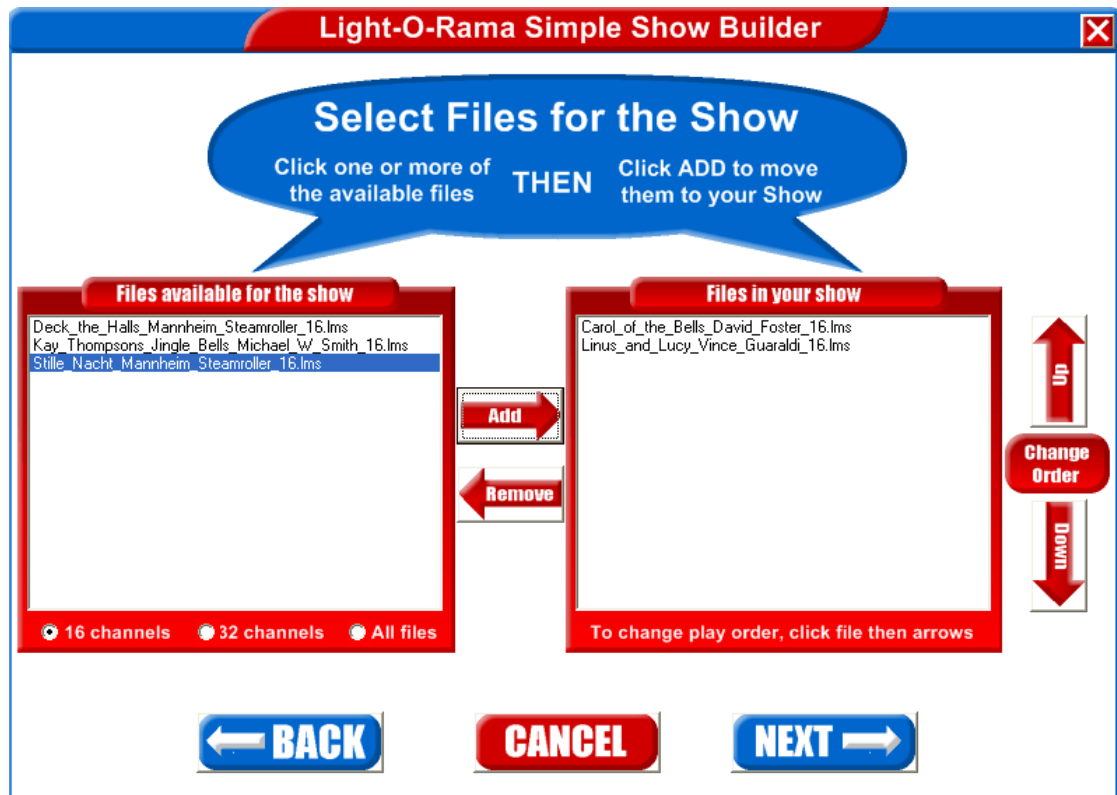 Light-O-Rama Simple Show Builder
Select Files for the Show
Click one or more of
the available files
THEN
Click ADD to move
them to your Show
Files available for the show
Deck_the_Halls_Mannheim_Steamroller_16.lms
Kay_Thompsons_Jingle_Bells_Michael_W_Smith_16.lms
Stille_Nacht_Mannheim_Steamroller_16.lms
16 channels
32 channels
All files
Add
Remove
Files in your show
Carol_of_the_Bells_David_Foster_16.lms
Linus_and_Lucy_Vince_Guaraldi_16.lms
To change play order, click file then arrows
Up
Change
Order
Down
BACK
CANCEL
NEXT